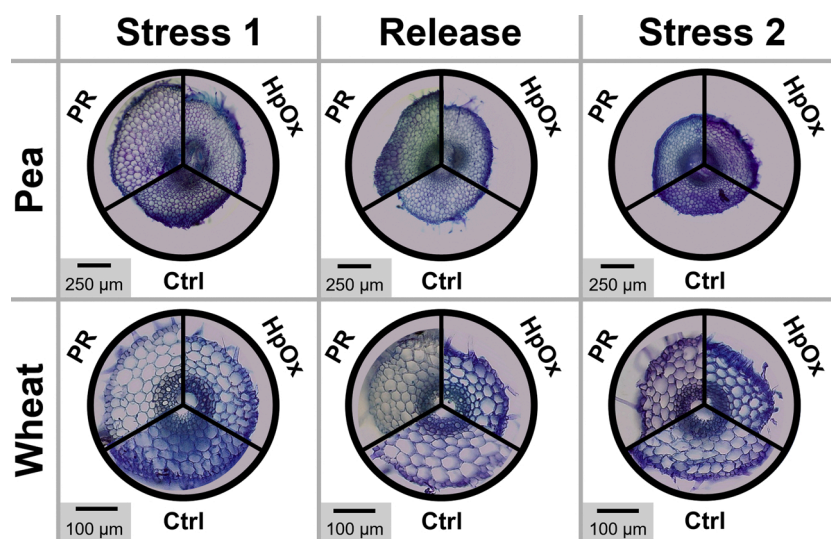 Stress 1 Release Stress 2
Pea
PR HpOx PR HpOx PR HpOx
Ctrl Ctrl Ctrl
250 µm 250 µm 250 µm
Wheat
PR HpOx PR HpOx PR HpOx
Ctrl Ctrl Ctrl
100 µm 100 µm 100 µm